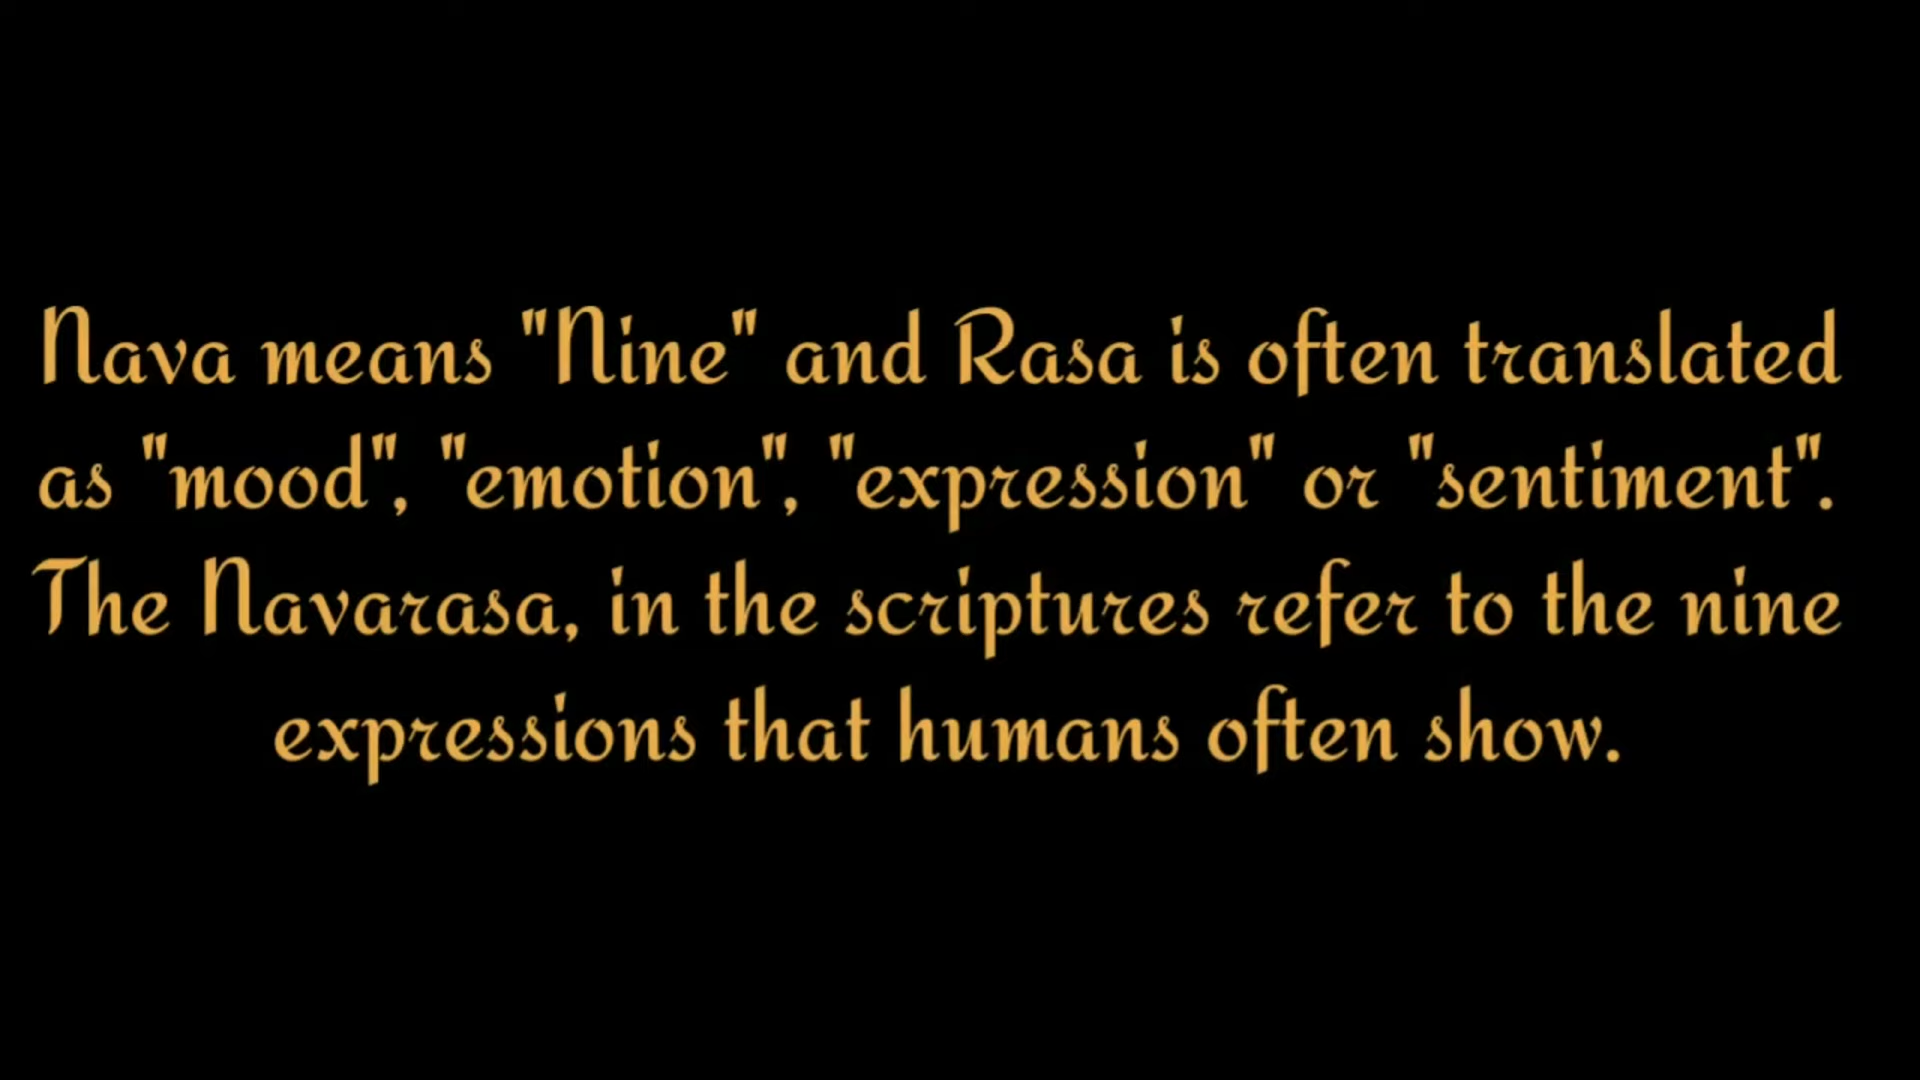 Nava means "Nine" and Rasa is often translated
as "mood", "emotion", "expression" or "sentiment".
The Navarasa, in the scriptures refer to the nine
expressions that humans often show.